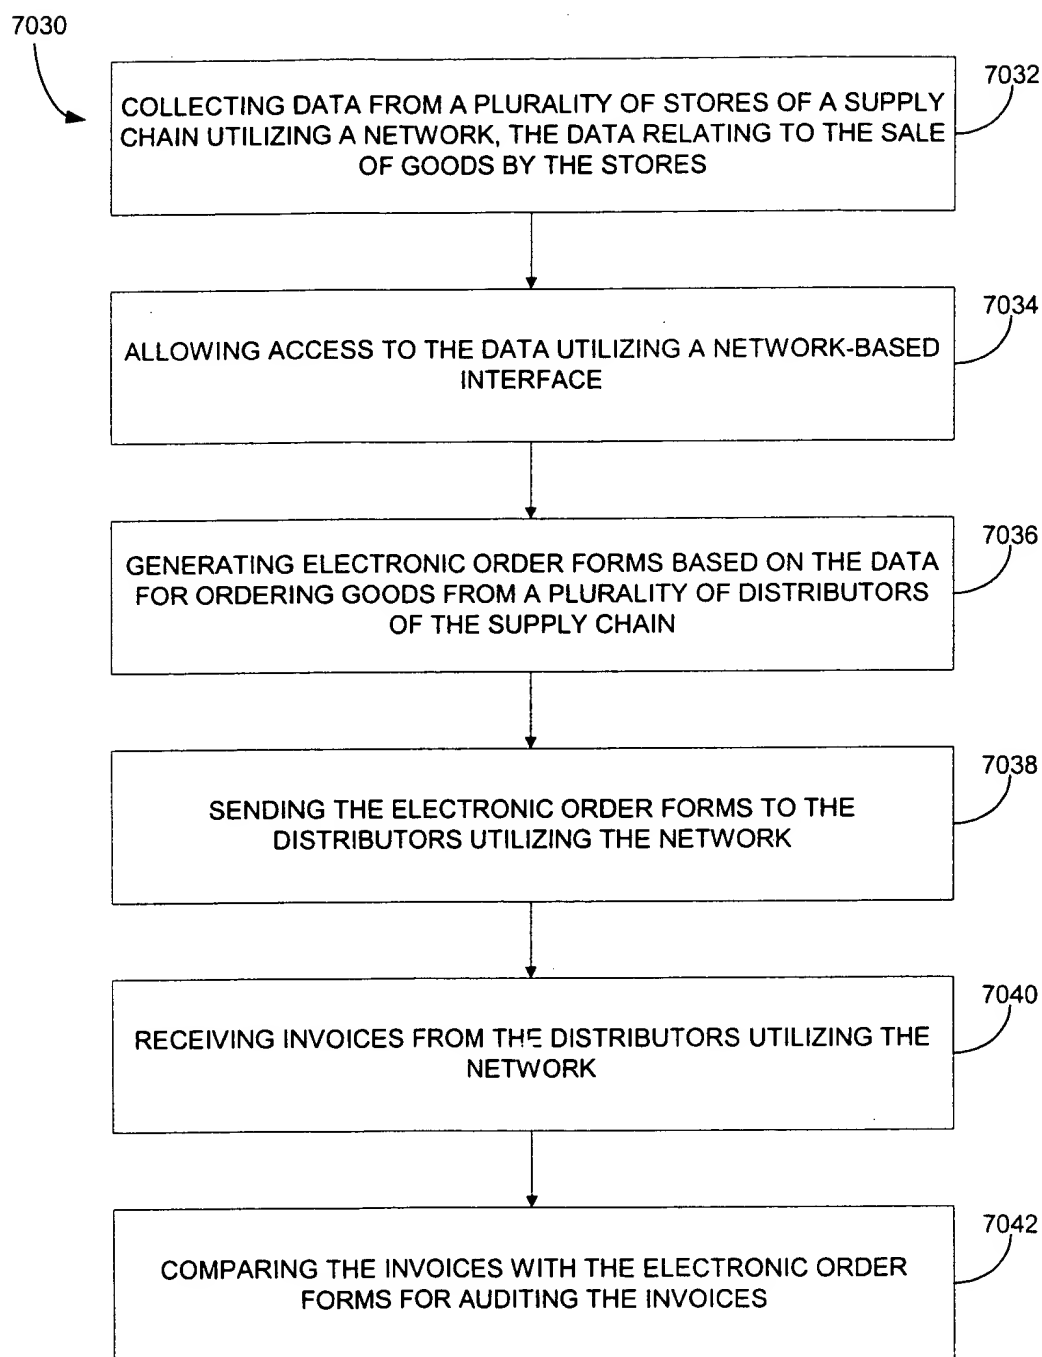 7030
7032
COLLECTING DATA FROM A PLURALITY OF STORES OF A SUPPLY
CHAIN UTILIZING A NETWORK, THE DATA RELATING TO THE SALE
OF GOODS BY THE STORES
7034
ALLOWING ACCESS TO THE DATA UTILIZING A NETWORK-BASED
INTERFACE
7036
GENERATING ELECTRONIC ORDER FORMS BASED ON THE DATA
FOR ORDERING GOODS FROM A PLURALITY OF DISTRIBUTORS
OF THE SUPPLY CHAIN
7038
SENDING THE ELECTRONIC ORDER FORMS TO THE
DISTRIBUTORS UTILIZING THE NETWORK
7040
RECEIVING INVOICES FROM THE DISTRIBUTORS UTILIZING THE
NETWORK
7042
COMPARING THE INVOICES WITH THE ELECTRONIC ORDER
FORMS FOR AUDITING THE INVOICES